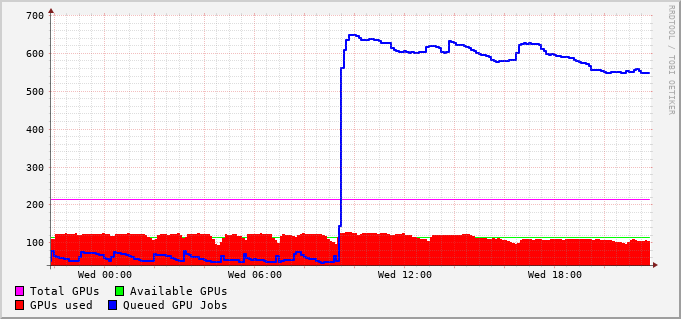 700
600
500
400
300
200
100
Wed 00:00 Wed 06:00 Wed 12:00 Wed 18:00
Total GPUs Available GPUs
GPUs used Queued GPU Jobs
RRDTOOL / TOBI OETIKER